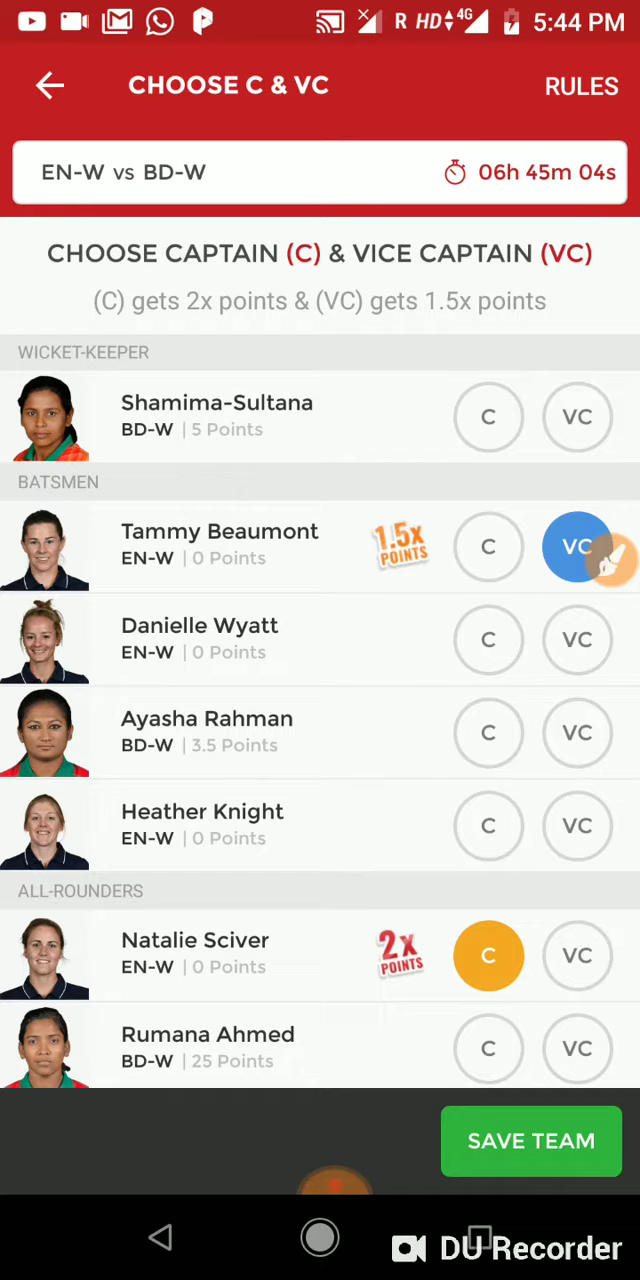 R HD 4G 5:44 PM
CHOOSE C & VC RULES
EN-W vs BD-W 06h 45m 04s
CHOOSE CAPTAIN (C) & VICE CAPTAIN (VC)
(C) gets 2x points & (VC) gets 1.5x points
WICKET-KEEPER
Shamima-Sultana
BD-W | 5 Points
C VC
BATSMEN
Tammy Beaumont
EN-W | 0 Points
1.5x
POINTS
C VC
Danielle Wyatt
EN-W | 0 Points
C VC
Ayasha Rahman
BD-W | 3.5 Points
C VC
Heather Knight
EN-W | 0 Points
C VC
ALL-ROUNDERS
Natalie Sciver
EN-W | 0 Points
2x
POINTS
C VC
Rumana Ahmed
BD-W | 25 Points
C VC
SAVE TEAM
DU Recorder